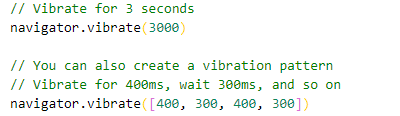 // Vibrate for 3 seconds
navigator.vibrate(3000)
// You can also create a vibration pattern
// Vibrate for 400ms, wait 300ms, and so on
navigator.vibrate([400, 300, 400, 300])